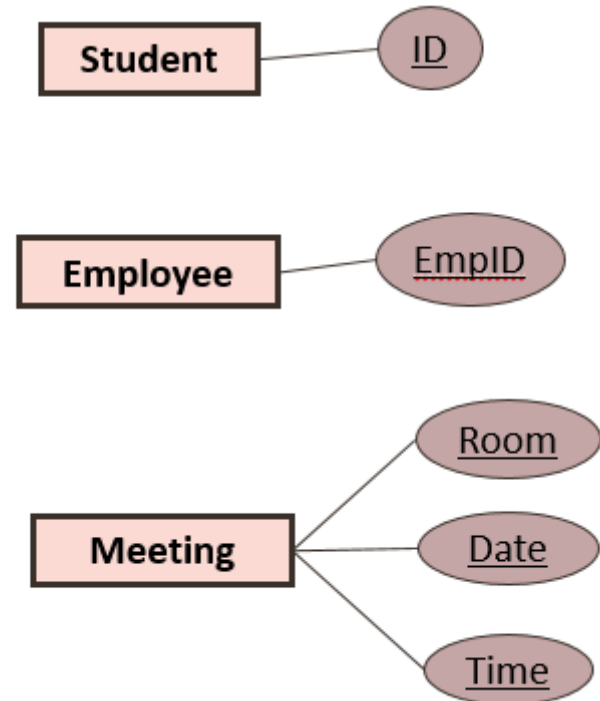 Student
ID
Employee
EmpID
Room
Meeting
Date
Time